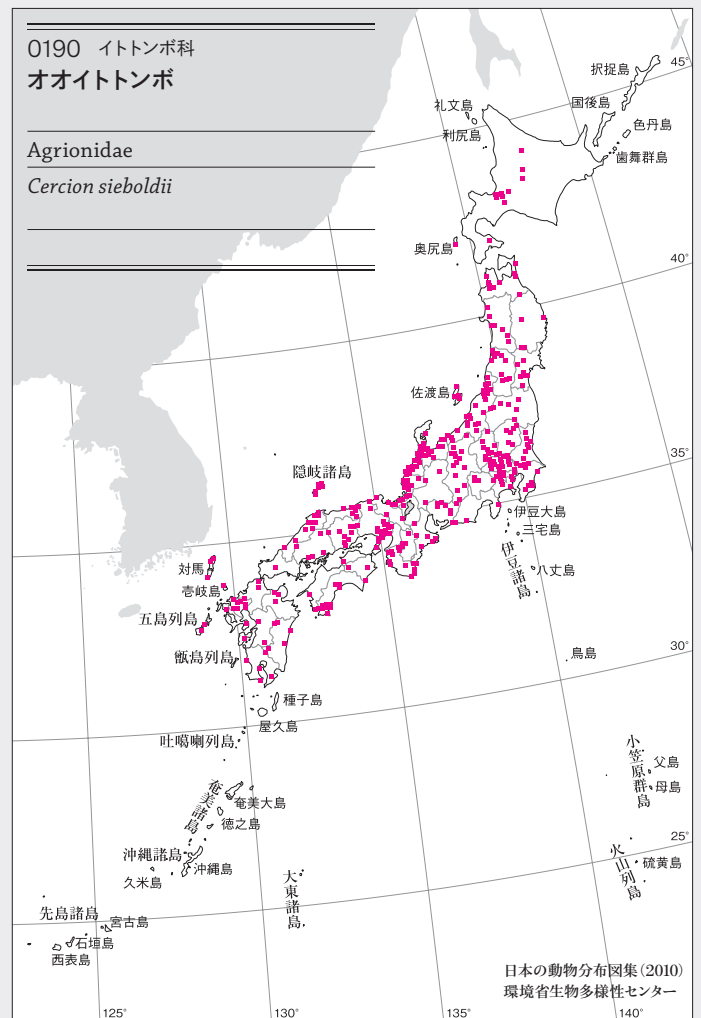 0190 イトトンボ科
オオイトトンボ
Agrionidae
Cercion sieboldii
択捉島
45°
礼文島
国後島
色丹島
利尻島
歯舞群島
奥尻島
40°
佐渡島
35°
隠岐諸島
伊豆大島
三宅島
伊豆諸島
八丈島
対馬
壱岐島
五島列島
甑島列島
鳥島
30°
種子島
屋久島
吐噶喇列島
小笠原群島
父島
母島
奄美諸島
奄美大島
徳之島
25°
沖縄諸島
沖縄島
久米島
火山列島
硫黄島
大東諸島
先島諸島
宮古島
石垣島
西表島
日本の動物分布図集(2010)
環境省生物多様性センター
125°
130°
135°
140°